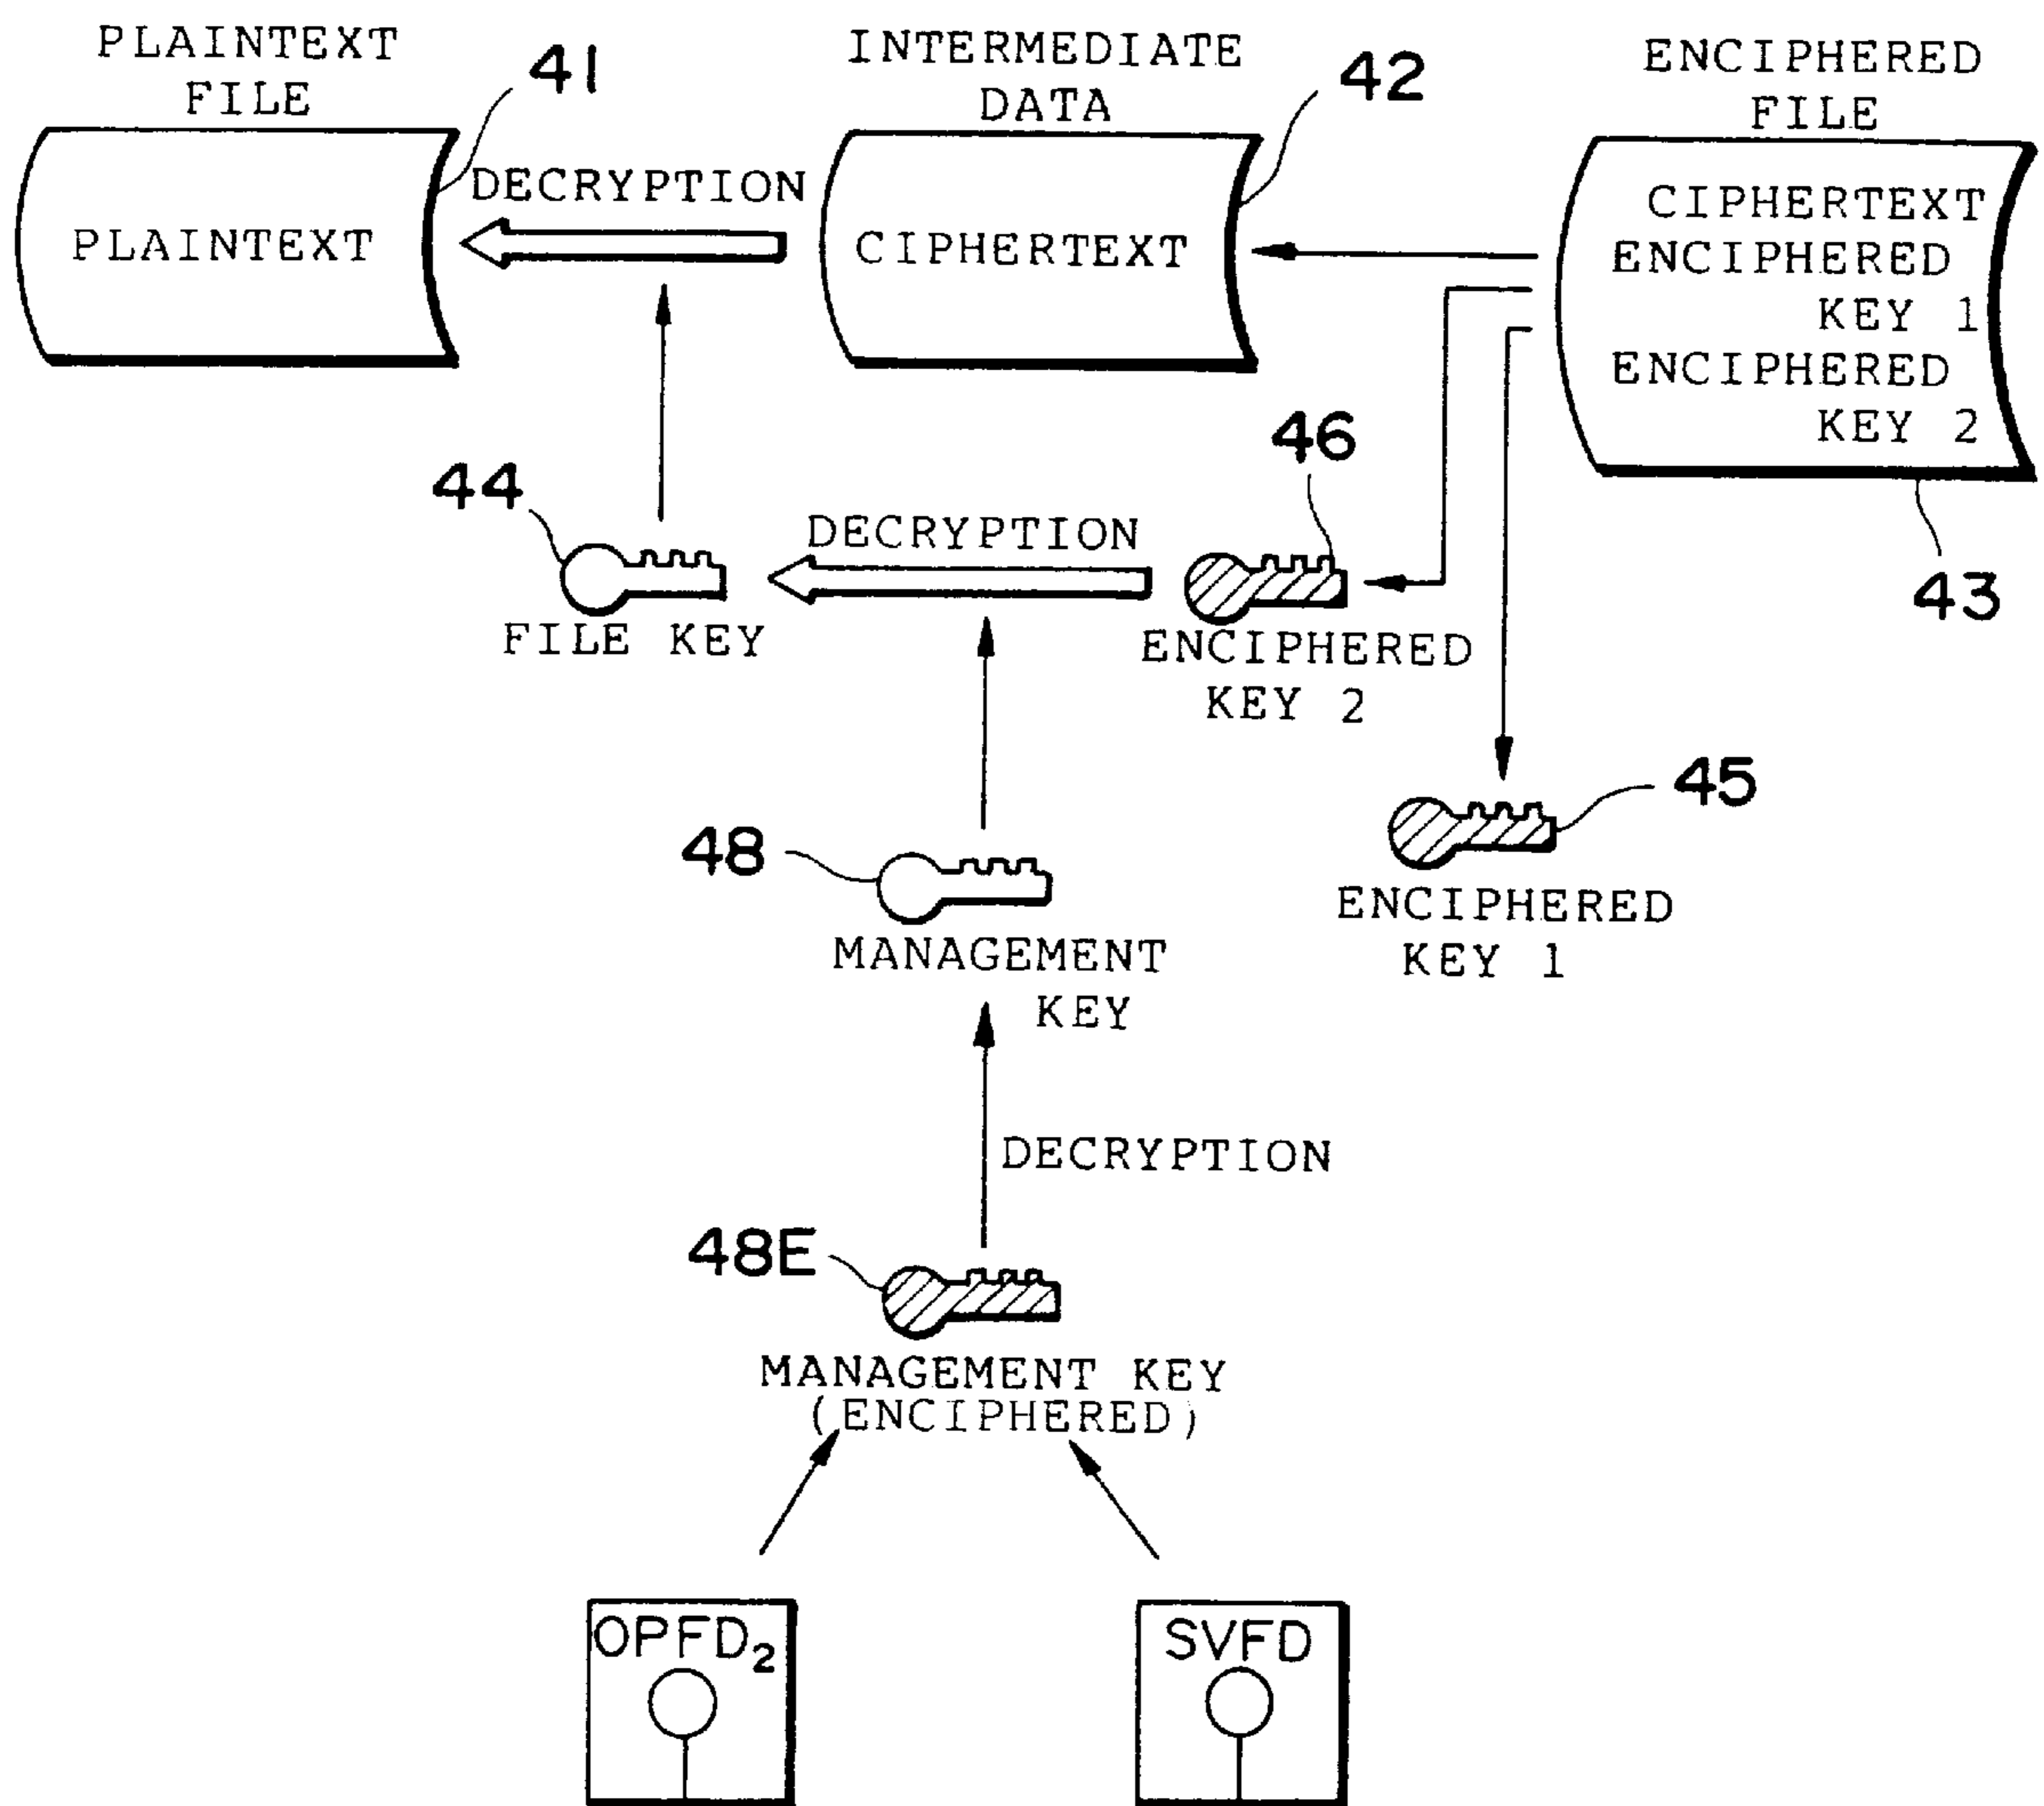 PLAINTEXT
FILE
41
INTERMEDIATE
DATA
42
ENCIPHERED
FILE
PLAINTEXT
DECRYPTION
CIPHERTEXT
CIPHERTEXT
ENCIPHERED
KEY 1
ENCIPHERED
KEY 2
43
44
FILE KEY
DECRYPTION
46
ENCIPHERED
KEY 2
45
ENCIPHERED
KEY 1
48
MANAGEMENT
KEY
DECRYPTION
48E
MANAGEMENT KEY
(ENCIPHERED)
OPFD₂
SVFD